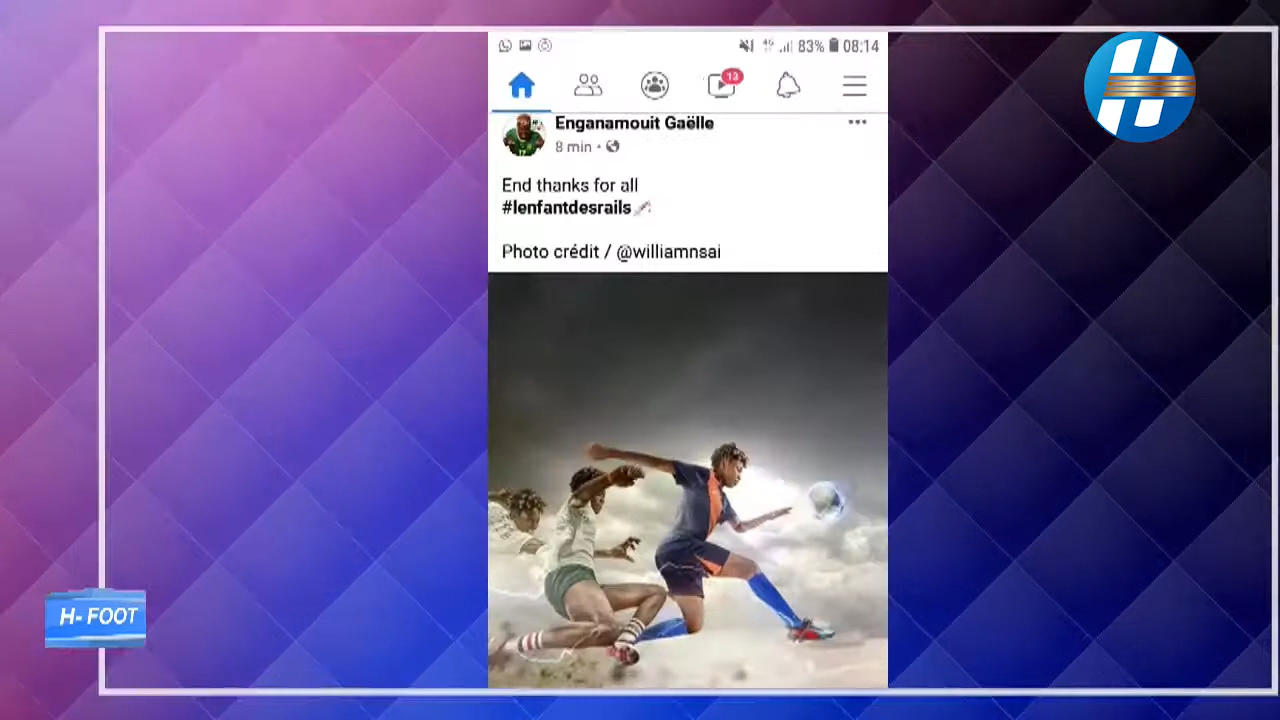 83% 08:14
13
H
Enganamouit Gaëlle
8 min •
End thanks for all
#lenfantdesrails
Photo crédit / @williamnsai
H- FOOT